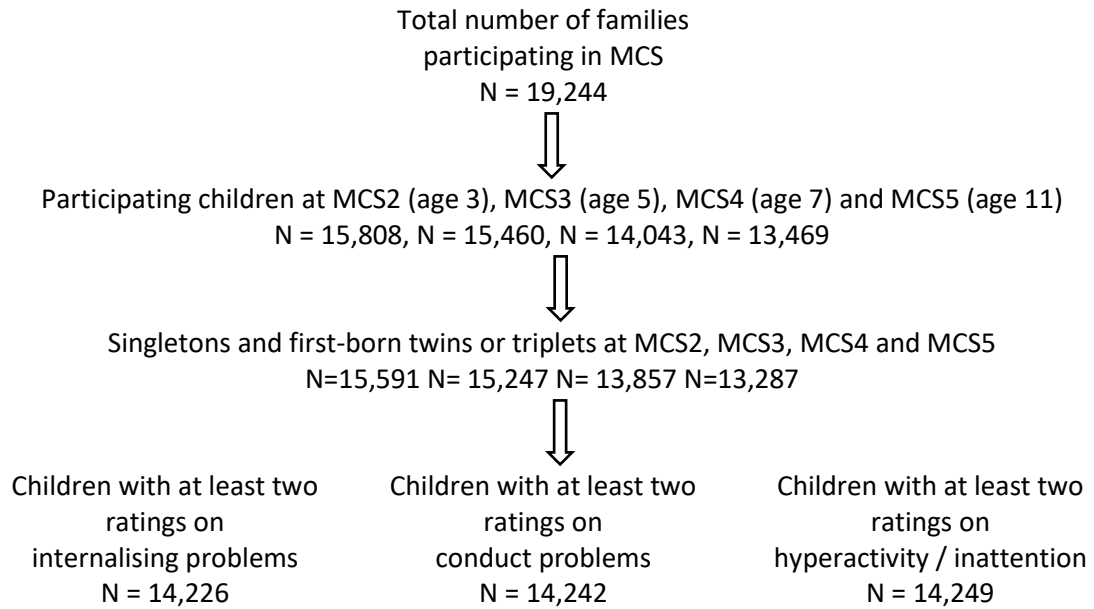 Total number of families
participating in MCS
N = 19,244
Participating children at MCS2 (age 3), MCS3 (age 5), MCS4 (age 7) and MCS5 (age 11)
N = 15,808, N = 15,460, N = 14,043, N = 13,469
Singletons and first-born twins or triplets at MCS2, MCS3, MCS4 and MCS5
N=15,591 N= 15,247 N= 13,857 N=13,287
Children with at least two
ratings on
internalising problems
N = 14,226
Children with at least two
ratings on
conduct problems
N = 14,242
Children with at least two
ratings on
hyperactivity / inattention
N = 14,249